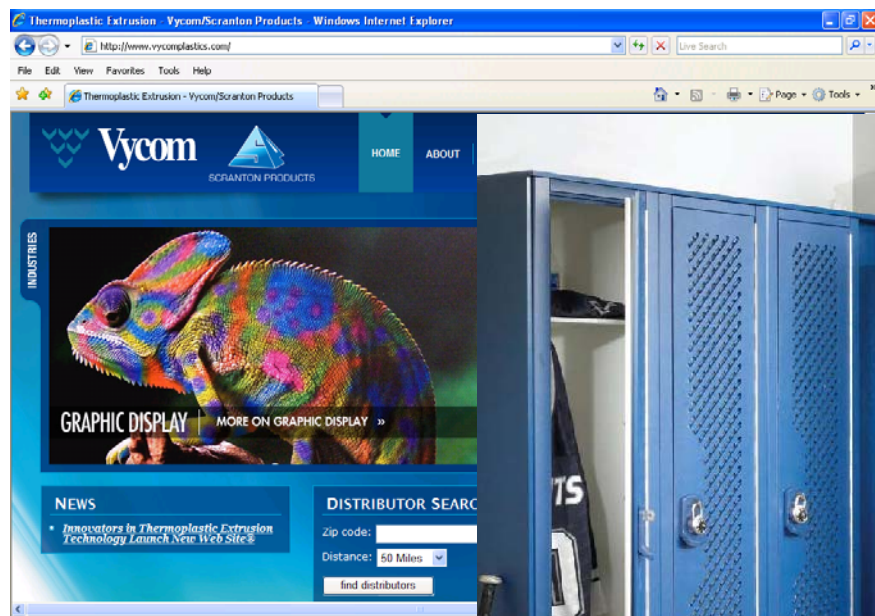 Thermoplastic Extrusion - Vycom/Scranton Products - Windows Internet Explorer
http://www.vycomplastics.com/
Live Search
File Edit View Favorites Tools Help
Thermoplastic Extrusion - Vycom/Scranton Products
Page Tools »
Vycom
SCRANTON PRODUCTS
HOME ABOUT
INDUSTRIES
GRAPHIC DISPLAY MORE ON GRAPHIC DISPLAY »
NEWS
• Innovators in Thermoplastic Extrusion
Technology Launch New Web Site®
DISTRIBUTOR SEARC
Zip code:
Distance: 50 Miles
find distributors
TS
0